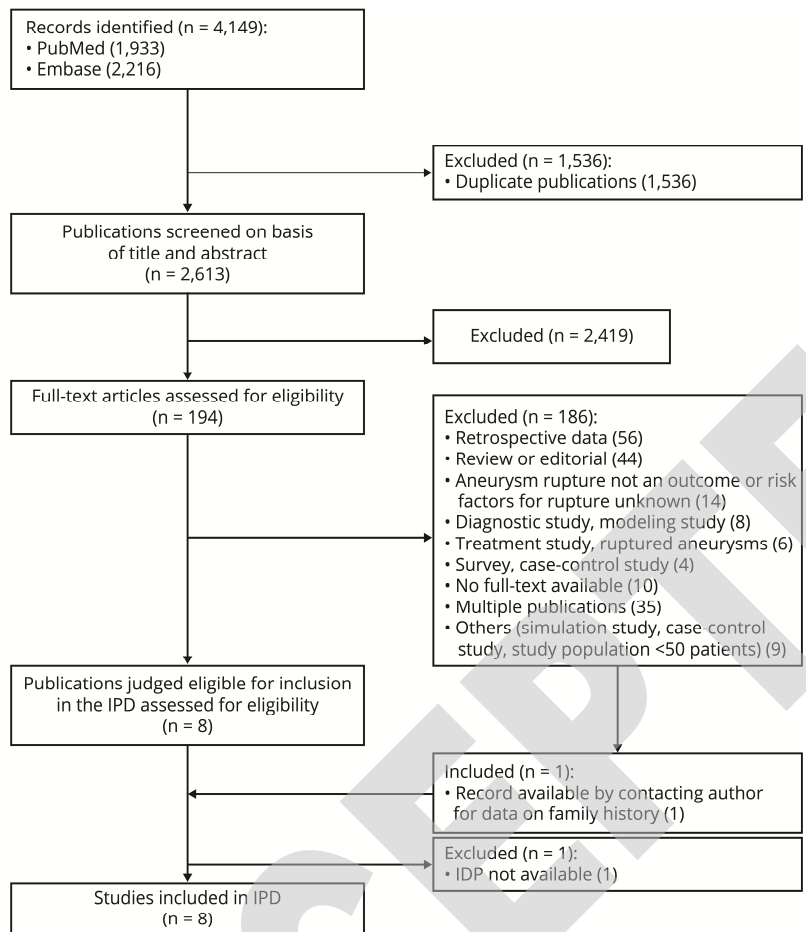 Records identified (n = 4,149):
• PubMed (1,933)
• Embase (2,216)
Excluded (n = 1,536):
• Duplicate publications (1,536)
Publications screened on basis
of title and abstract
(n = 2,613)
Excluded (n = 2,419)
Full-text articles assessed for eligibility
(n = 194)
Excluded (n = 186):
• Retrospective data (56)
• Review or editorial (44)
• Aneurysm rupture not an outcome or risk
factors for rupture unknown (14)
• Diagnostic study, modeling study (8)
• Treatment study, ruptured aneurysms (6)
• Survey, case-control study (4)
• No full-text available (10)
• Multiple publications (35)
• Others (simulation study, case-control
study, study population <50 patients) (9)
Publications judged eligible for inclusion
in the IPD assessed for eligibility
(n = 8)
Included (n = 1):
• Record available by contacting author
for data on family history (1)
Excluded (n = 1):
• IDP not available (1)
Studies included in IPD
(n = 8)
CEPTE